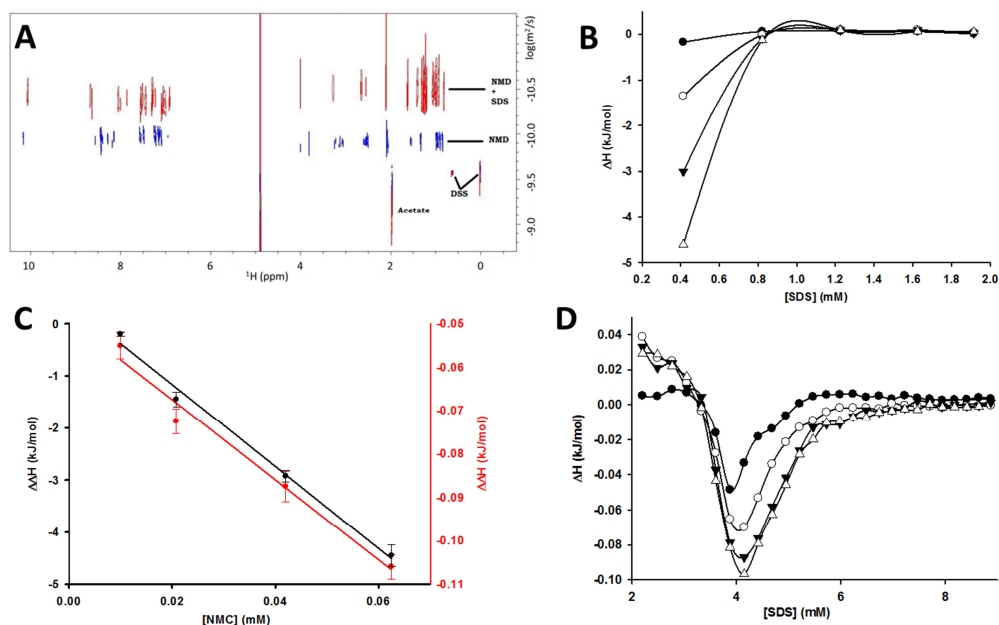 A
log(m²/s)
NMD
+
SDS
-10.5
NMD
-10.0
DSS
-9.5
Acetate
-9.0
10 8 6 4 2 0
¹H (ppm)
B
ΔH (kJ/mol)
0
-1
-2
-3
-4
-5
0.2 0.4 0.6 0.8 1.0 1.2 1.4 1.6 1.8 2.0
[SDS] (mM)
C
ΔΔH (kJ/mol)
0
-1
-2
-3
-4
-5
-0.05
-0.06
-0.07
-0.08
-0.09
-0.10
-0.11
ΔΔH (kJ/mol)
0.00 0.02 0.04 0.06
[NMC] (mM)
D
ΔH (kJ/mol)
0.04
0.02
0.00
-0.02
-0.04
-0.06
-0.08
-0.10
2 4 6 8
[SDS] (mM)